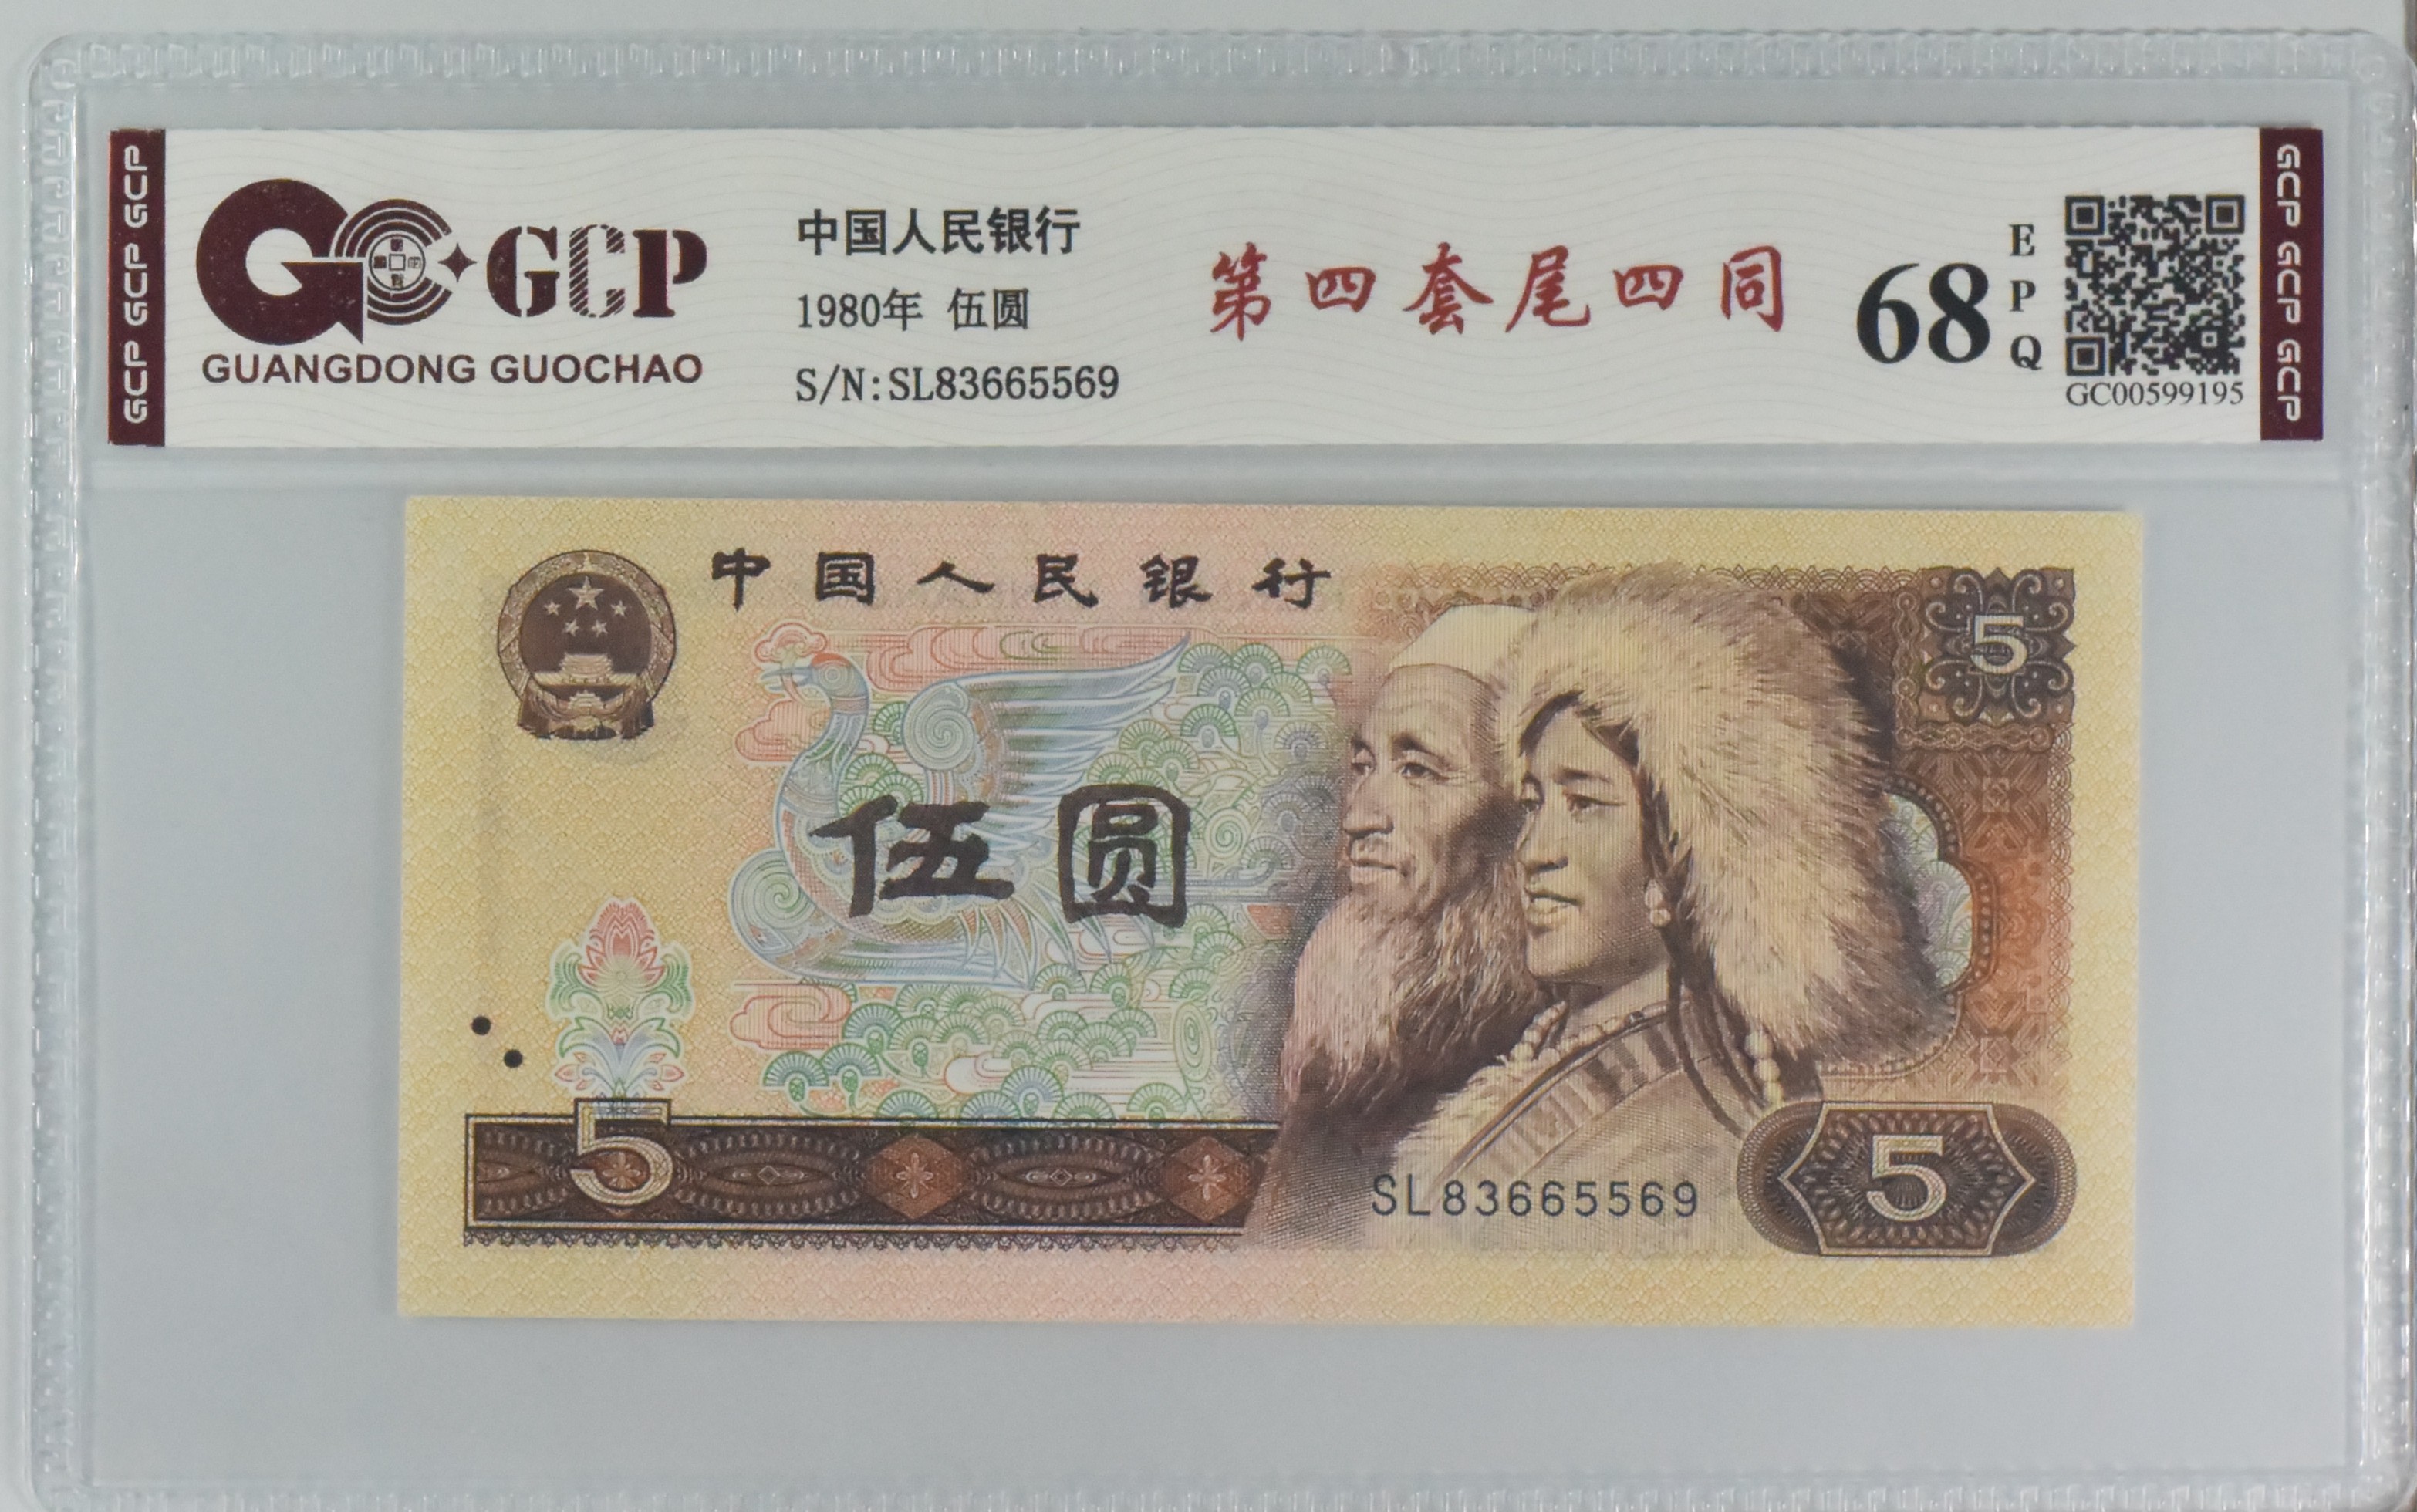 GCP GCP GCP
GCP
GUANGDONG GUOCHAO
中国人民银行
1980年 伍圆
S/N:SL83665569
第四套尾四同
68
EPQ
GC00599195
GCP GCP GCP
中国人民银行
5
伍圆
5
SL83665569
5